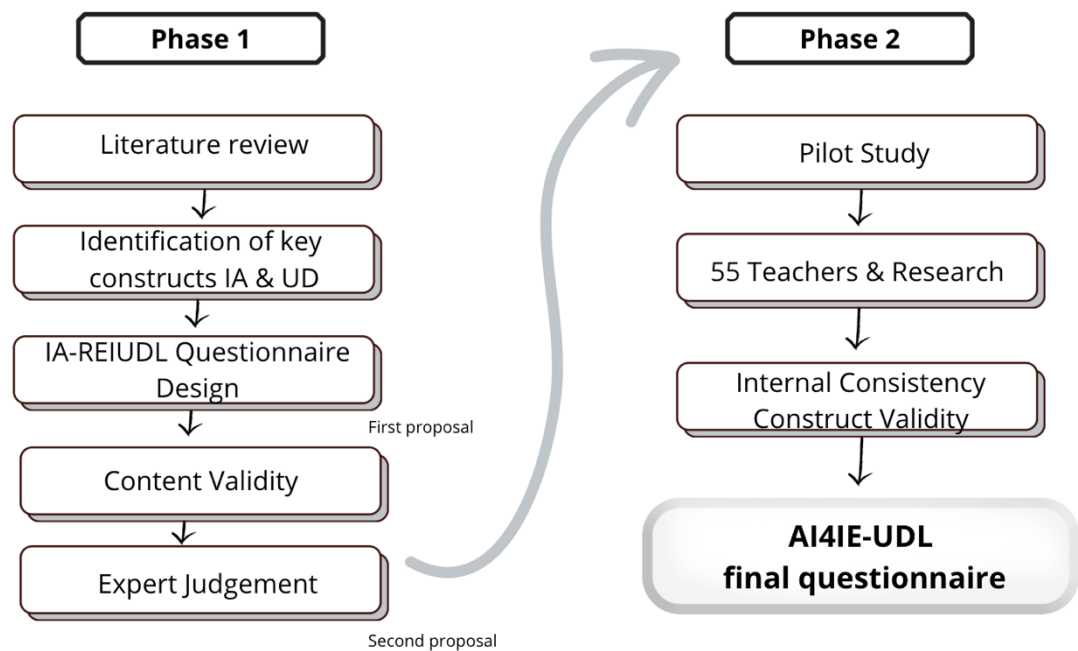 Phase 1
Literature review
Identification of key
constructs IA & UD
IA-REIUDL Questionnaire
Design
First proposal
Content Validity
Expert Judgement
Second proposal
Phase 2
Pilot Study
55 Teachers & Research
Internal Consistency
Construct Validity
AI4IE-UDL
final questionnaire